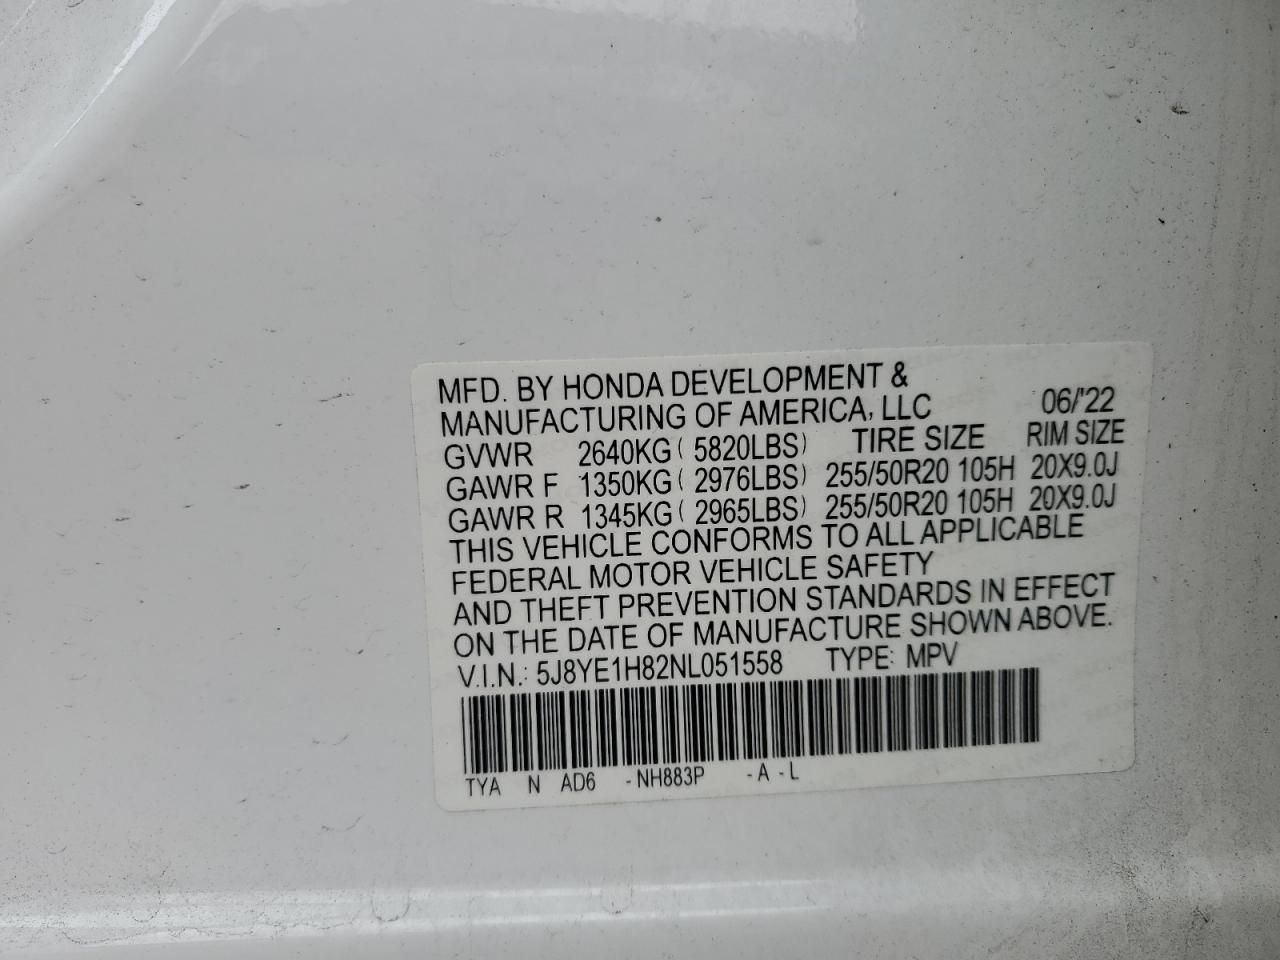 MFD. BY HONDA DEVELOPMENT &
MANUFACTURING OF AMERICA, LLC 06/'22
GVWR 2640KG ( 5820LBS) TIRE SIZE RIM SIZE
GAWR F 1350KG ( 2976LBS) 255/50R20 105H 20X9.0J
GAWR R 1345KG ( 2965LBS) 255/50R20 105H 20X9.0J
THIS VEHICLE CONFORMS TO ALL APPLICABLE
FEDERAL MOTOR VEHICLE SAFETY
AND THEFT PREVENTION STANDARDS IN EFFECT
ON THE DATE OF MANUFACTURE SHOWN ABOVE.
V.I.N.: 5J8YE1H82NL051558 TYPE: MPV
TYA N AD6 -NH883P -A -L